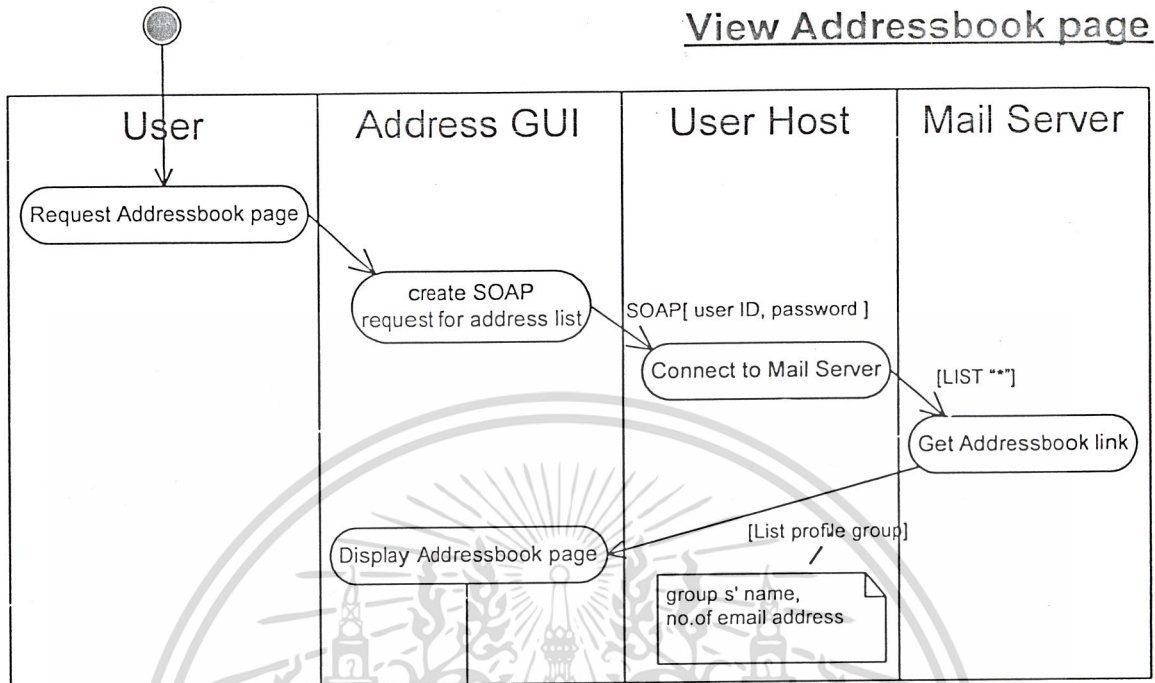 View Addressbook page
User
Address GUI
User Host
Mail Server
Request Addressbook page
create SOAP
request for address list
SOAP[ user ID, password ]
Connect to Mail Server
[LIST "*"]
Get Addressbook link
[List profile group]
Display Addressbook page
group s' name,
no.of email address